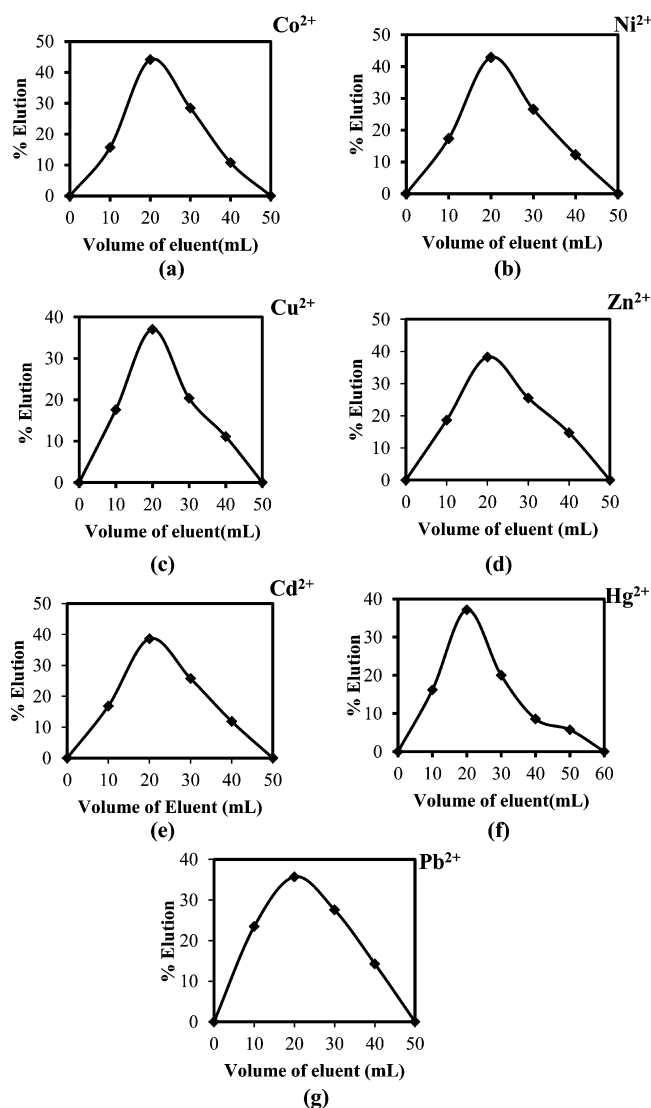 Co²⁺
50
40
30
20
10
0
% Elution
0 10 20 30 40 50
Volume of eluent(mL)
(a)
Ni²⁺
50
40
30
20
10
0
% Elution
0 10 20 30 40 50
Volume of eluent (mL)
(b)
Cu²⁺
40
30
20
10
0
% Elution
0 10 20 30 40 50
Volume of eluent(mL)
(c)
Zn²⁺
50
40
30
20
10
0
% Elution
0 10 20 30 40 50
Volume of eluent (mL)
(d)
Cd²⁺
50
40
30
20
10
0
% Elution
0 10 20 30 40 50
Volume of Eluent (mL)
(e)
Hg²⁺
40
30
20
10
0
% Elution
0 10 20 30 40 50 60
Volume of eluent(mL)
(f)
Pb²⁺
40
30
20
10
0
% Elution
0 10 20 30 40 50
Volume of eluent (mL)
(g)